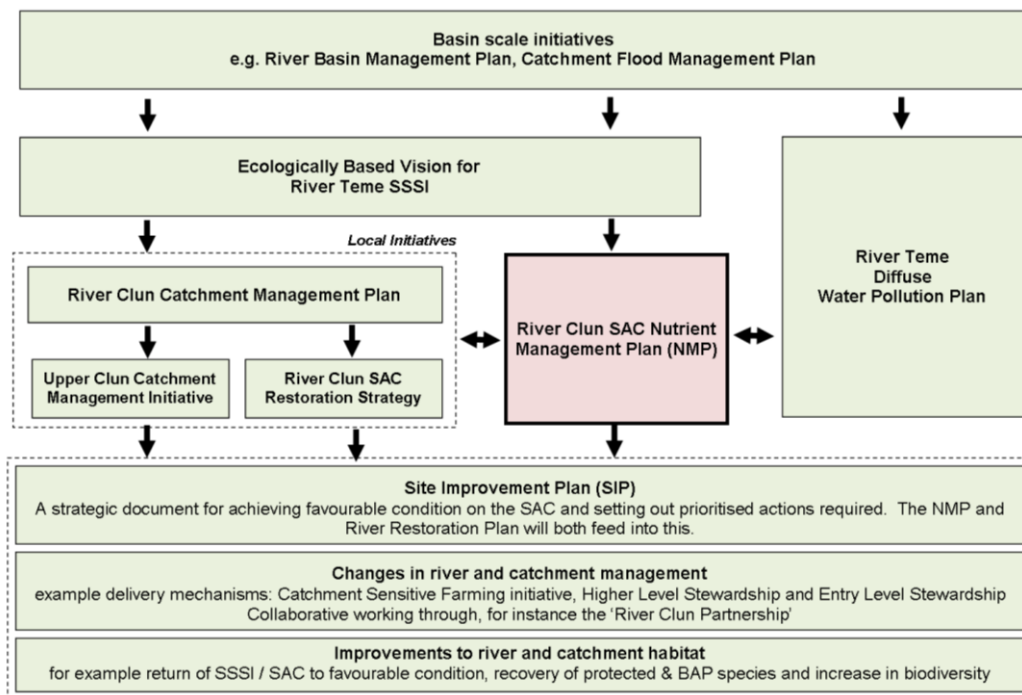 Basin scale initiatives
e.g. River Basin Management Plan, Catchment Flood Management Plan
Ecologically Based Vision for
River Teme SSSI
Local Initiatives
River Clun Catchment Management Plan
Upper Clun Catchment
Management Initiative
River Clun SAC
Restoration Strategy
River Clun SAC Nutrient
Management Plan (NMP)
River Teme
Diffuse
Water Pollution Plan
Site Improvement Plan (SIP)
A strategic document for achieving favourable condition on the SAC and setting out prioritised actions required. The NMP and
River Restoration Plan will both feed into this.
Changes in river and catchment management
example delivery mechanisms: Catchment Sensitive Farming initiative, Higher Level Stewardship and Entry Level Stewardship
Collaborative working through, for instance the ‘River Clun Partnership’
Improvements to river and catchment habitat
for example return of SSSI / SAC to favourable condition, recovery of protected & BAP species and increase in biodiversity